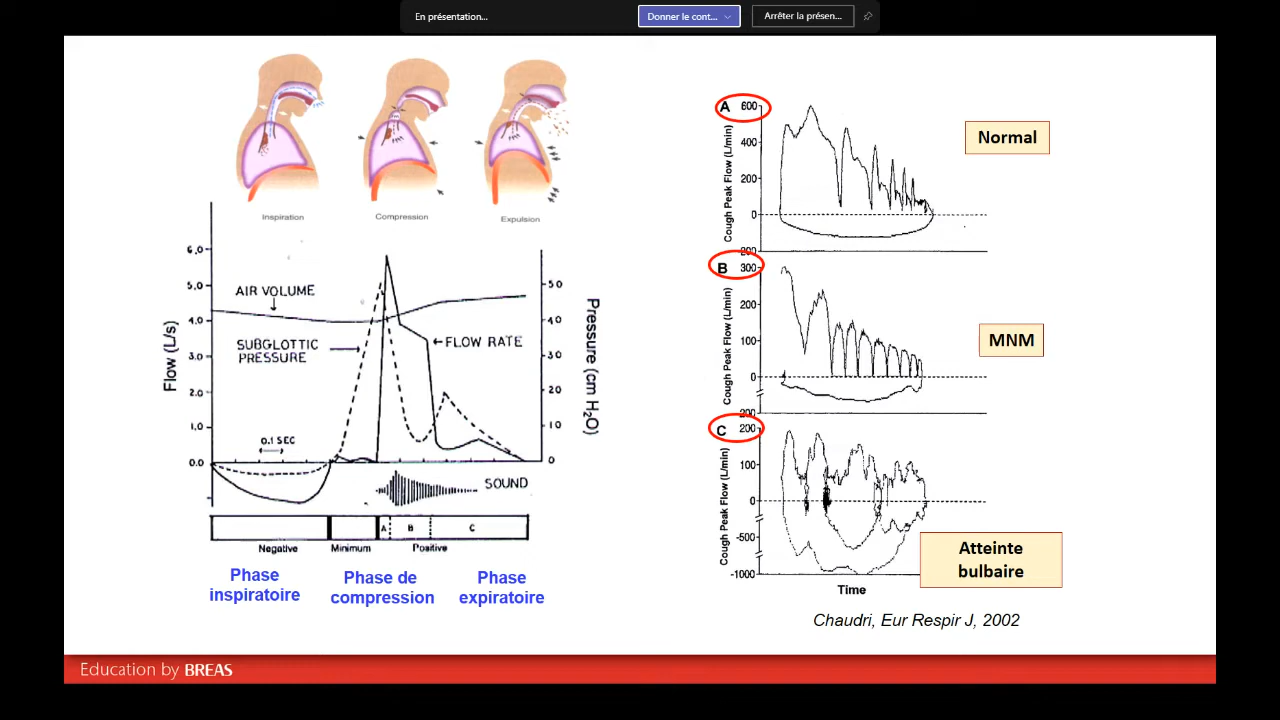 En présentation...
Donner le cont...
Arrêter la présen...
Inspiration
Compression
Expulsion
Flow (L/s)
6,0
5,0
4.0
3.0
2.0
1,0
0.0
AIR VOLUME
SUBGLOTTIC
PRESSURE
FLOW RATE
0.1 SEC
SOUND
50
40
30
20
10
0
Pressure (cm H₂O)
A
B
C
Negative
Minimum
Positive
Phase
inspiratoire
Phase de
compression
Phase
expiratoire
A
600
400
200
0
200
Cough Peak Flow (L/min)
Normal
B
300
200
100
0
200
Cough Peak Flow (L/min)
MNM
C
200
100
0
-500
-1000
Cough Peak Flow (L/min)
Atteinte
bulbaire
Time
Chaudri, Eur Respir J, 2002
Education by BREAS